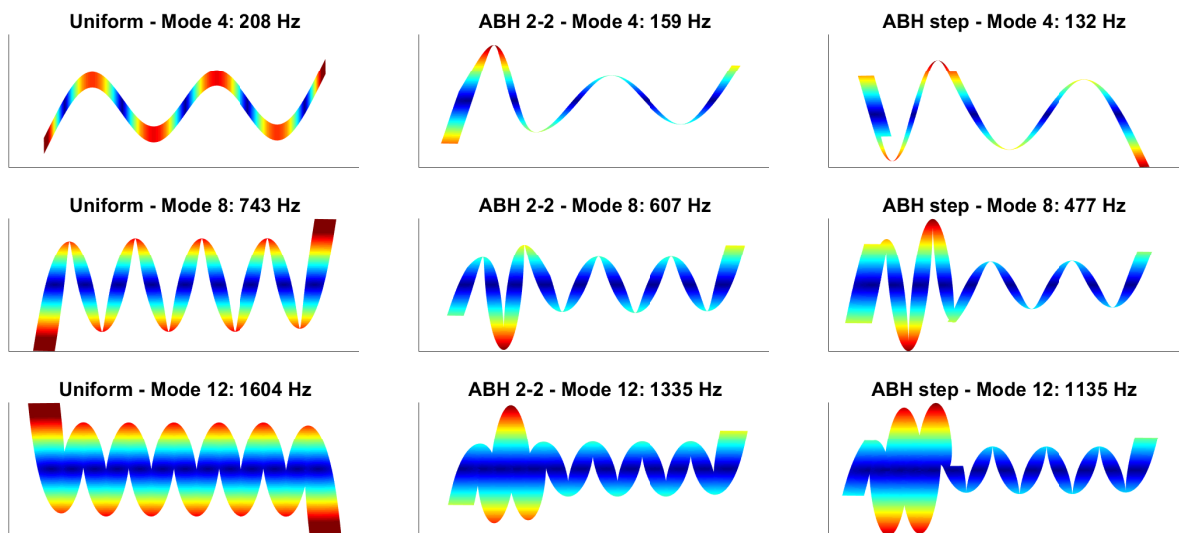 Uniform - Mode 4: 208 Hz
ABH 2-2 - Mode 4: 159 Hz
ABH step - Mode 4: 132 Hz
Uniform - Mode 8: 743 Hz
ABH 2-2 - Mode 8: 607 Hz
ABH step - Mode 8: 477 Hz
Uniform - Mode 12: 1604 Hz
ABH 2-2 - Mode 12: 1335 Hz
ABH step - Mode 12: 1135 Hz